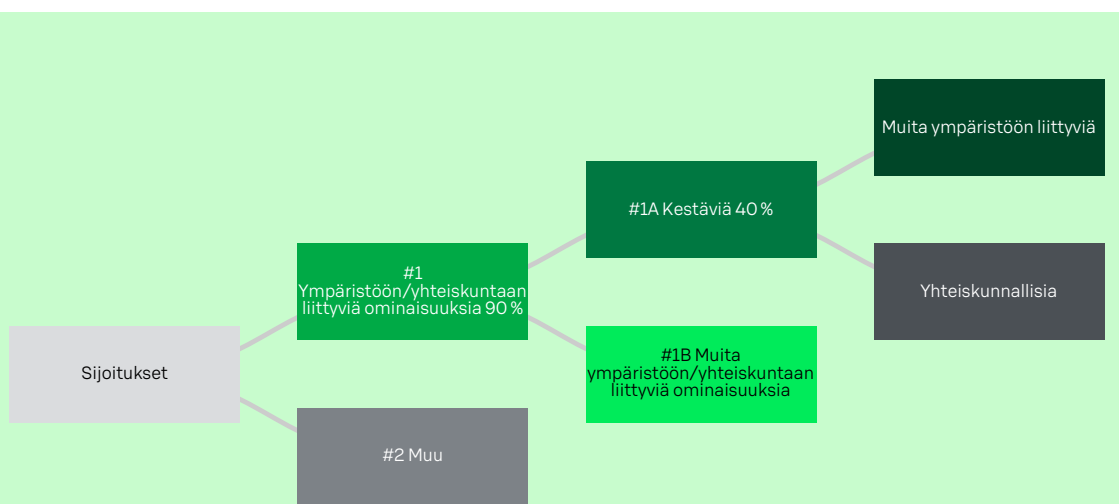 Muita ympäristöön liittyviä
#1A Kestäviä 40 %
#1
Ympäristöön/yhteiskuntaan
liittyviä ominaisuuksia 90 %
Yhteiskunnallisia
Sijoitukset
#1B Muita
ympäristöön/yhteiskuntaan
liittyviä ominaisuuksia
#2 Muu